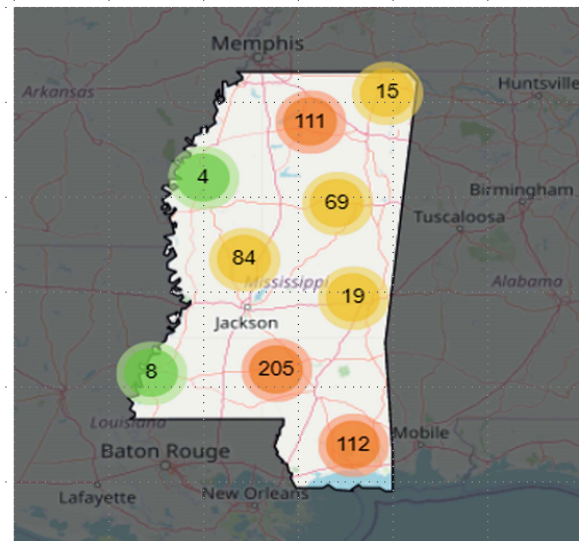 Memphis
Huntsville
Arkansas
15
111
4
Birmingham
69
Tuscaloosa
84
Mississippi
Alabama
19
Jackson
8
205
Louisiana
Mobile
112
Baton Rouge
Lafayette
New Orleans